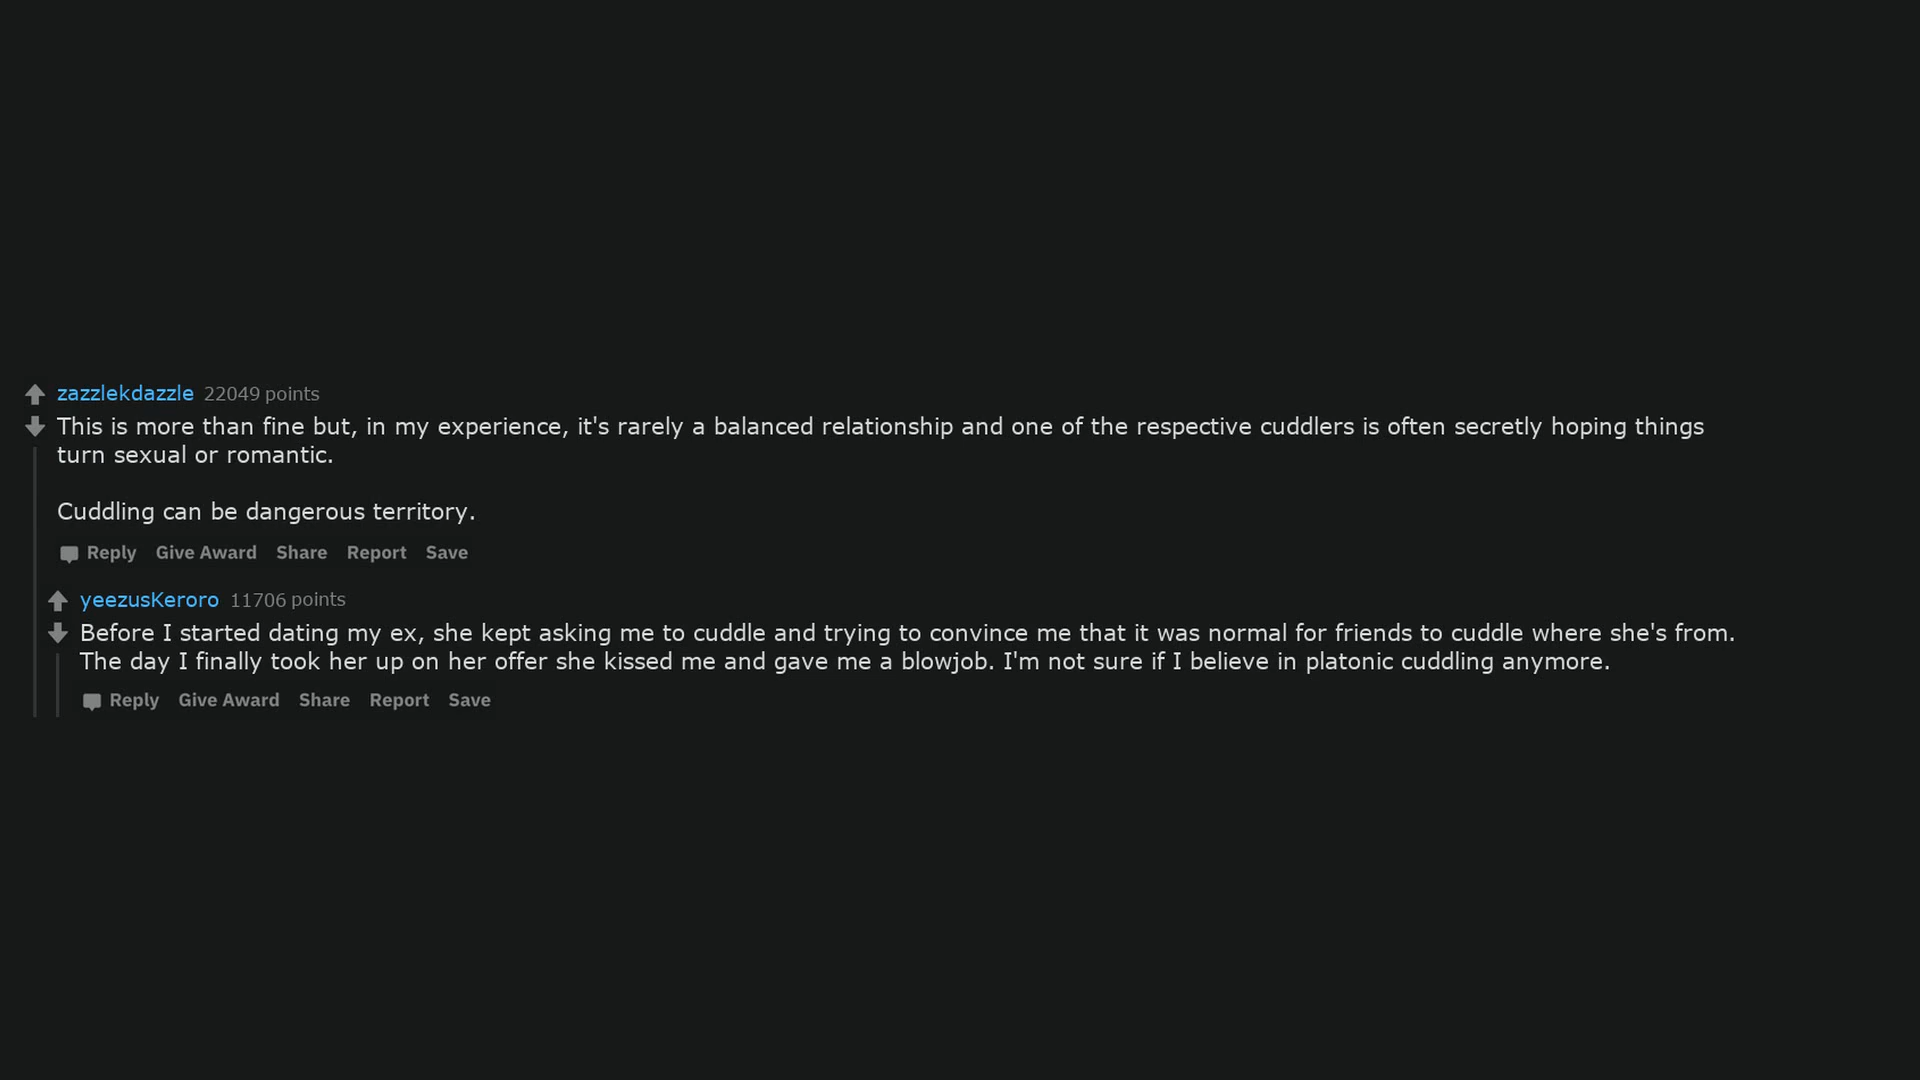 zazzlekdazzle 22049 points
This is more than fine but, in my experience, it's rarely a balanced relationship and one of the respective cuddlers is often secretly hoping things
turn sexual or romantic.
Cuddling can be dangerous territory.
Reply Give Award Share Report Save
yeezusKeroro 11706 points
Before I started dating my ex, she kept asking me to cuddle and trying to convince me that it was normal for friends to cuddle where she's from.
The day I finally took her up on her offer she kissed me and gave me a blowjob. I'm not sure if I believe in platonic cuddling anymore.
Reply Give Award Share Report Save